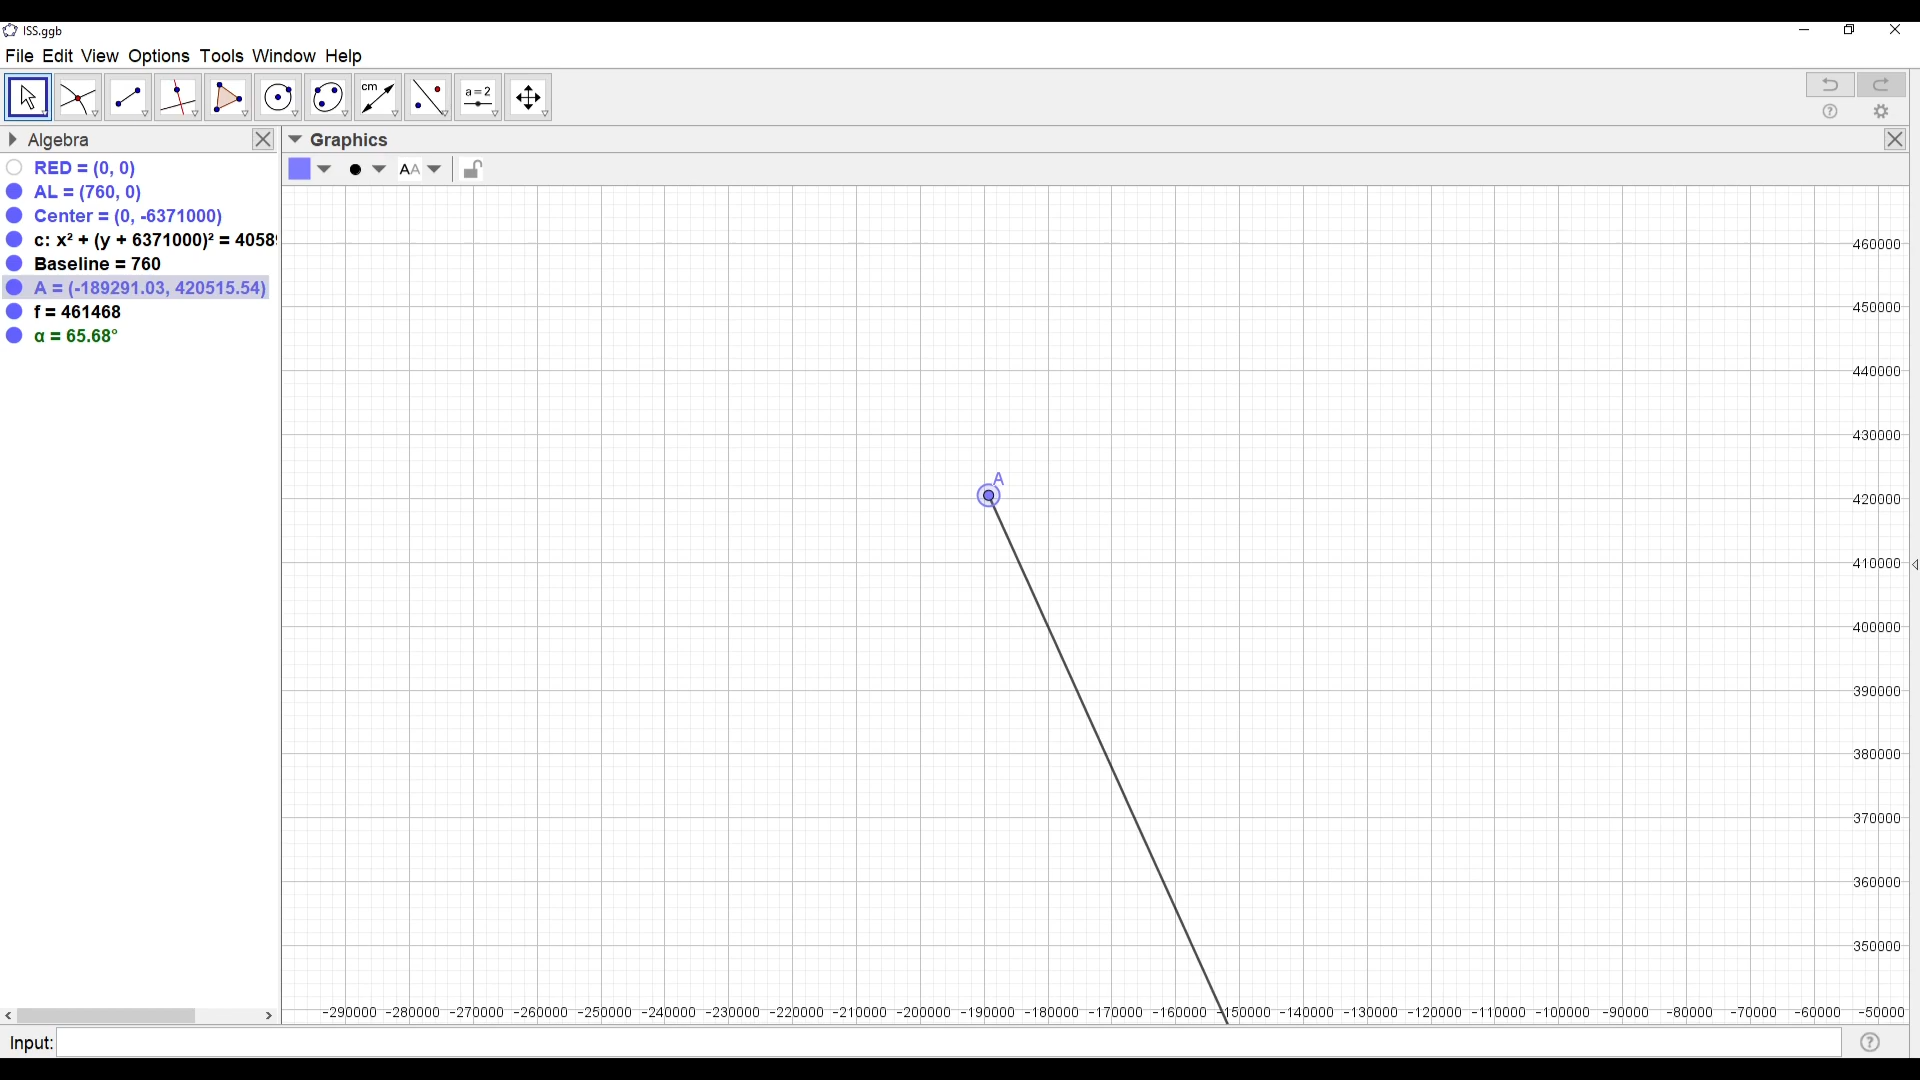 ISS.ggb
File Edit View Options Tools Window Help
cm
a=2
Algebra
Graphics
RED = (0, 0)
AL = (760, 0)
Center = (0, -6371000)
c: x² + (y + 6371000)² = 4058
Baseline = 760
A = (-189291.03, 420515.54)
f = 461468
α = 65.68°
AA
460000
450000
440000
430000
A
420000
410000
400000
390000
380000
370000
360000
350000
-290000 -280000 -270000 -260000 -250000 -240000 -230000 -220000 -210000 -200000 -190000 -180000 -170000 -160000 -150000 -140000 -130000 -120000 -110000 -100000 -90000 -80000 -70000 -60000 -50000
Input: